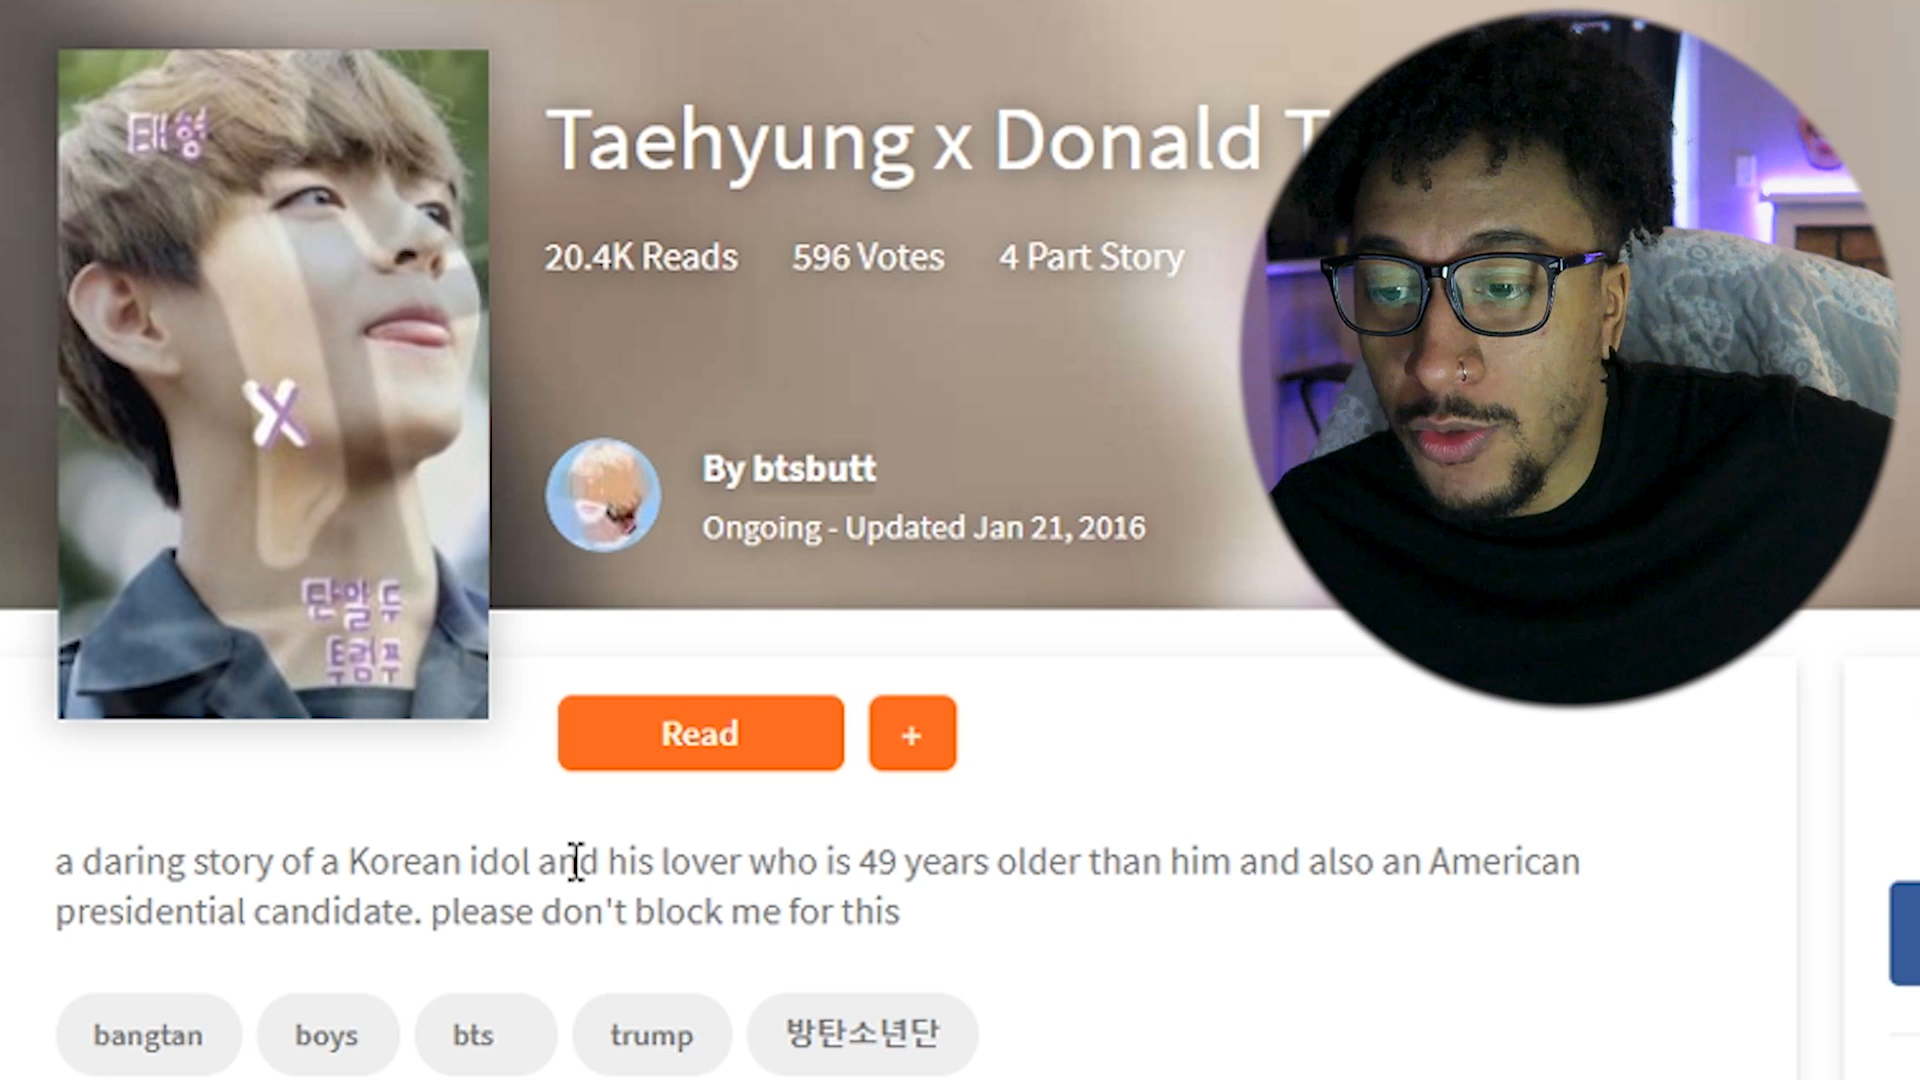 태형
X
도날드
트럼프
Taehyung x Donald T
20.4K Reads 596 Votes 4 Part Story
By btsbutt
Ongoing - Updated Jan 21, 2016
Read +
a daring story of a Korean idol and his lover who is 49 years older than him and also an American
presidential candidate. please don't block me for this
bangtan boys bts trump 방탄소년단